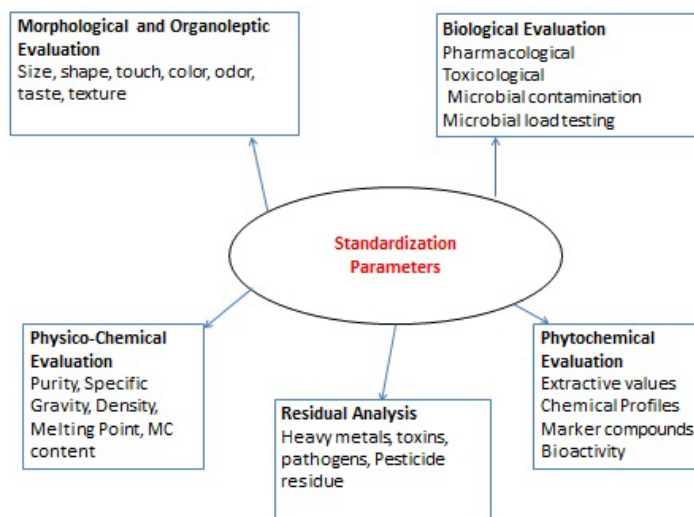 Morphological and Organoleptic
Evaluation
Size, shape, touch, color, odor,
taste, texture
Biological Evaluation
Pharmacological
Toxicological
Microbial contamination
Microbial load testing
Standardization
Parameters
Physico-Chemical
Evaluation
Purity, Specific
Gravity, Density,
Melting Point, MC
content
Residual Analysis
Heavy metals, toxins,
pathogens, Pesticide
residue
Phytochemical
Evaluation
Extractive values
Chemical Profiles
Marker compounds
Bioactivity